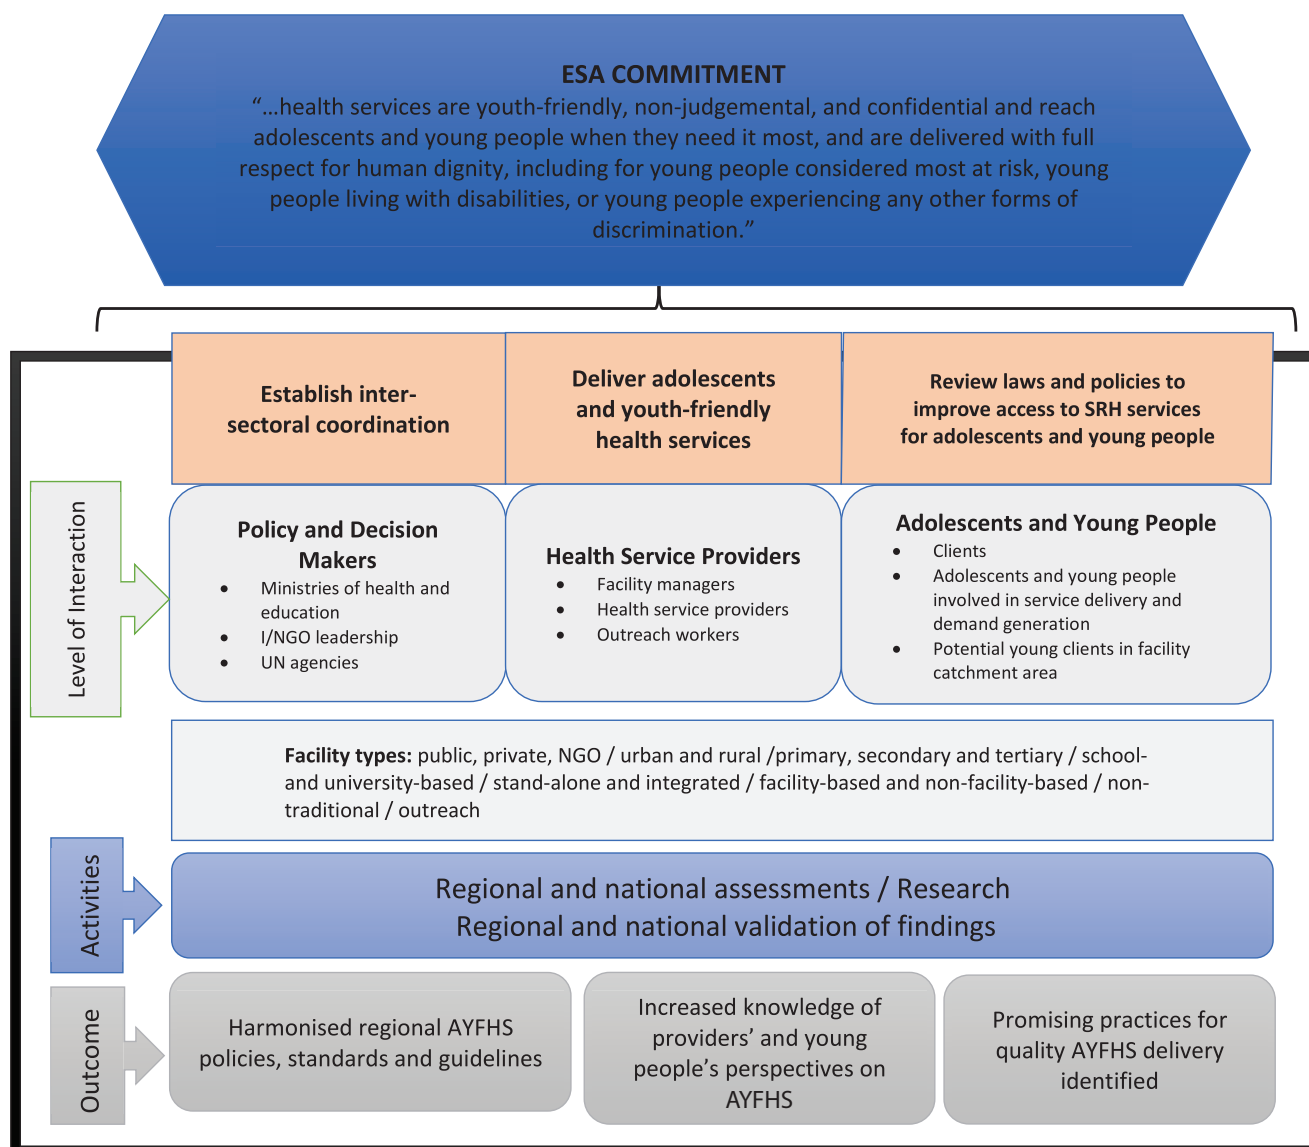 ESA COMMITMENT
“…health services are youth-friendly, non-judgemental, and confidential and reach
adolescents and young people when they need it most, and are delivered with full
respect for human dignity, including for young people considered most at risk, young
people living with disabilities, or young people experiencing any other forms of
discrimination.”
Establish inter-
sectoral coordination
Deliver adolescents
and youth-friendly
health services
Review laws and policies to
improve access to SRH services
for adolescents and young people
Level of Interaction
Policy and Decision
Makers
• Ministries of health and
education
• I/NGO leadership
• UN agencies
Health Service Providers
• Facility managers
• Health service providers
• Outreach workers
Adolescents and Young People
• Clients
• Adolescents and young people
involved in service delivery and
demand generation
• Potential young clients in facility
catchment area
Facility types: public, private, NGO / urban and rural /primary, secondary and tertiary / school-
and university-based / stand-alone and integrated / facility-based and non-facility-based / non-
traditional / outreach
Activities
Regional and national assessments / Research
Regional and national validation of findings
Outcome
Harmonised regional AYFHS
policies, standards and guidelines
Increased knowledge of
providers’ and young
people’s perspectives on
AYFHS
Promising practices for
quality AYFHS delivery
identified